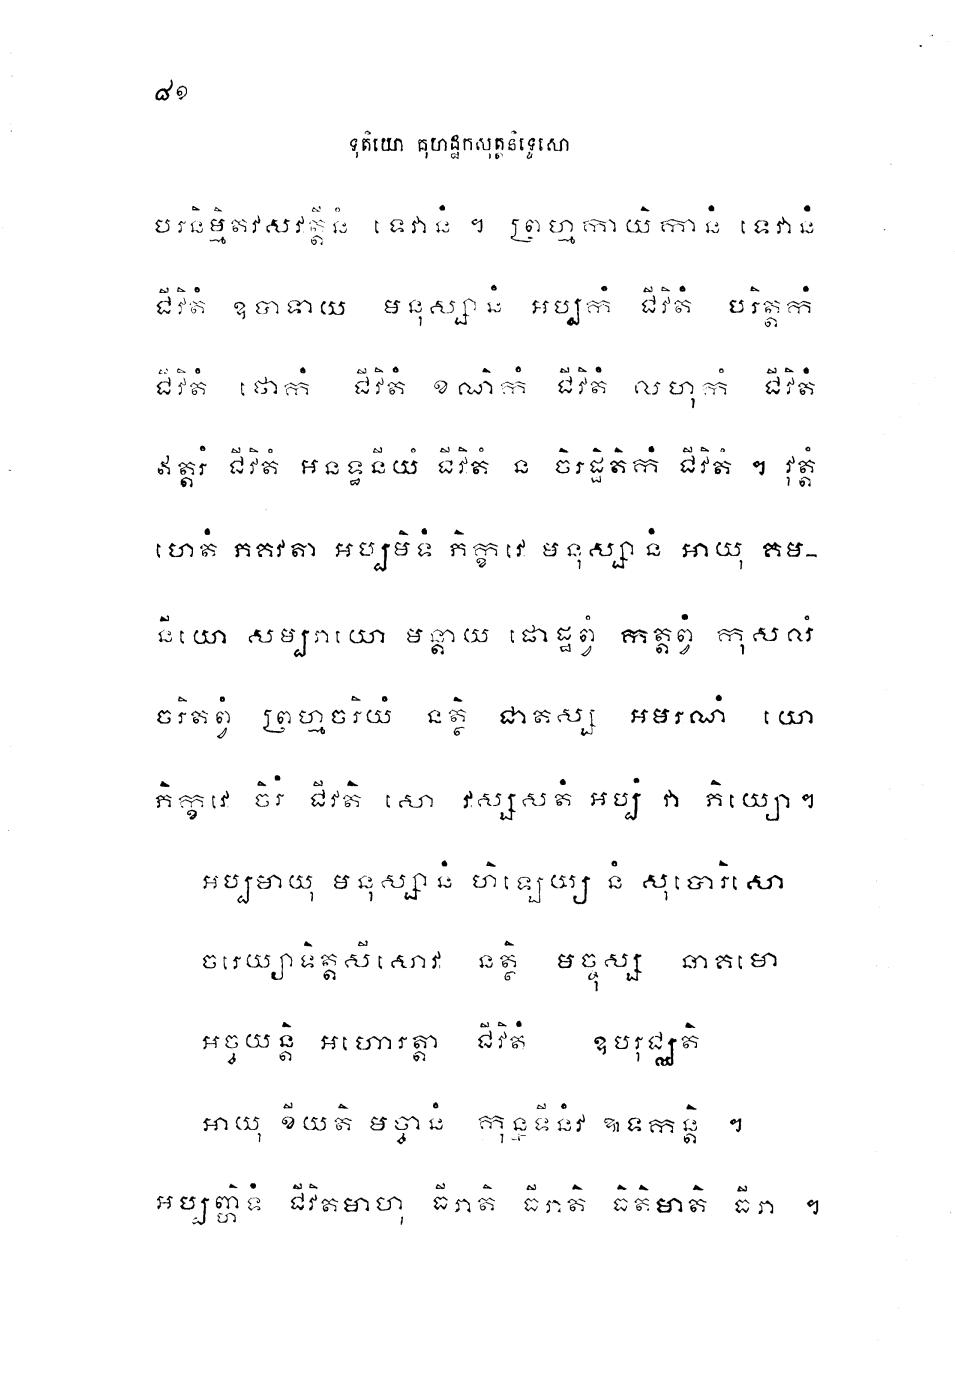 ៨១
ទុតិយោ គុហដ្ឋកសុត្តនិទ្ទេសោ
បរនិម្មិតវសវត្តីនំ ទេវានំ ។ ព្រហ្មកាយិកានំ ទេវានំ
ជីវិតំ ឧបាទាយ មនុស្សានំ អប្បកំ ជីវិតំ បរិត្តកំ
ជីវិតំ ថោកំ ជីវិតំ ខណិកំ ជីវិតំ លហុកំ ជីវិតំ
ឥត្តរំ ជីវិតំ អនទ្ធនីយំ ជីវិតំ ន ចិរដ្ឋិតិកំ ជីវិតំ ។ វុត្តំ
ហេតំ ភគវតា អប្បមិទំ ភិក្ខវេ មនុស្សានំ អាយុ គម-
នីយោ សម្បរាយោ មន្តាយ ផោដ្ឋព្វំ កត្តព្វំ កុសលំ
ចរិតព្វំ ព្រហ្មចរិយំ នត្ថិ ជាតស្ស អមរណំ យោ
ភិក្ខវេ ចិរំ ជីវតិ សោ វស្សសតំ អប្បំ វា ភិយ្យោ។
អប្បមាយុ មនុស្សានំ ហិឡេយ្យ នំ សុបោរិសោ
ចរេយ្យាទិត្តសីសោវ នត្ថិ មច្ចុស្ស នាគមោ
អច្ចយន្តិ អហោរត្តា ជីវិតំ ឧបរុជ្ឈតិ
អាយុ ខីយតិ មច្ចានំ កុន្នទីនំវ ឱទកន្តិ ។
អប្បញ្ហិទំ ជីវិតមាហុ ធីរាតិ ធីរាតិ ធិតិមាតិ ធីរា ។